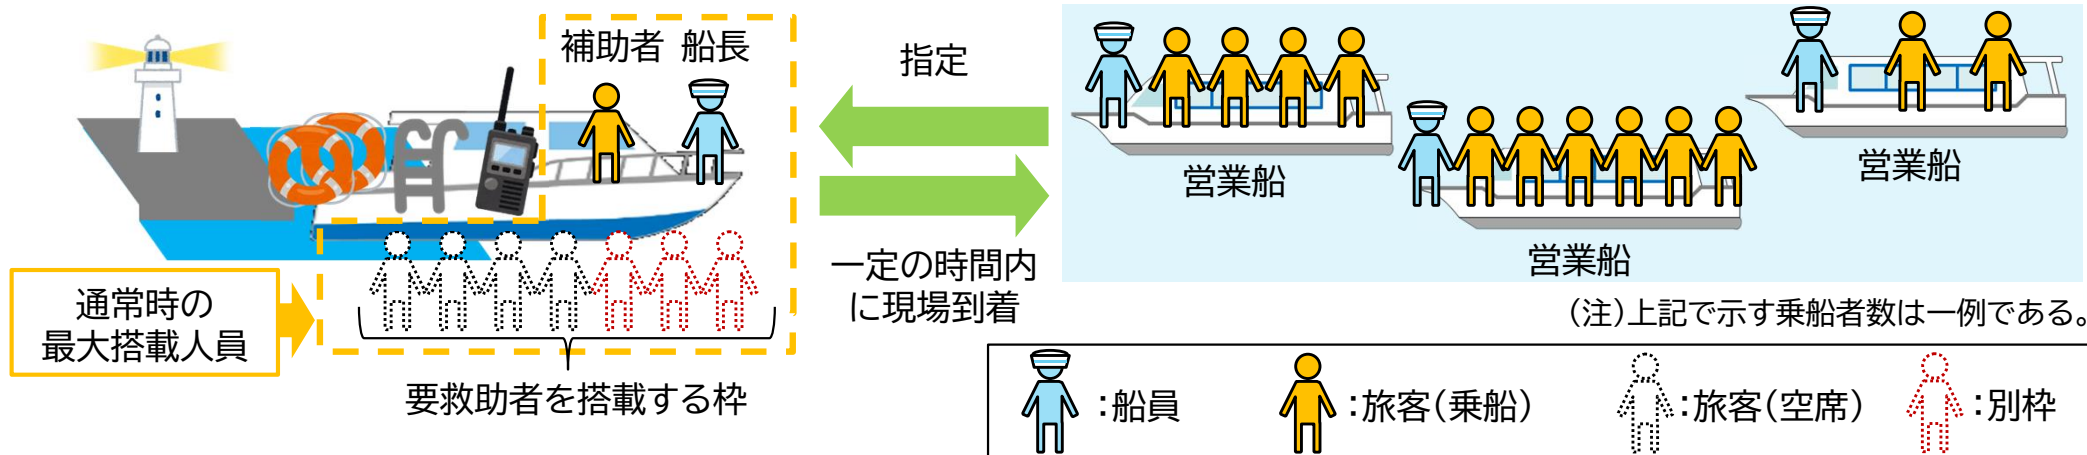 補助者 船長
指定
営業船
営業船
営業船
一定の時間内
に現場到着
通常時の
最大搭載人員
要救助者を搭載する枠
(注)上記で示す乗船者数は一例である。
:船員
:旅客(乗船)
:旅客(空席)
:別枠